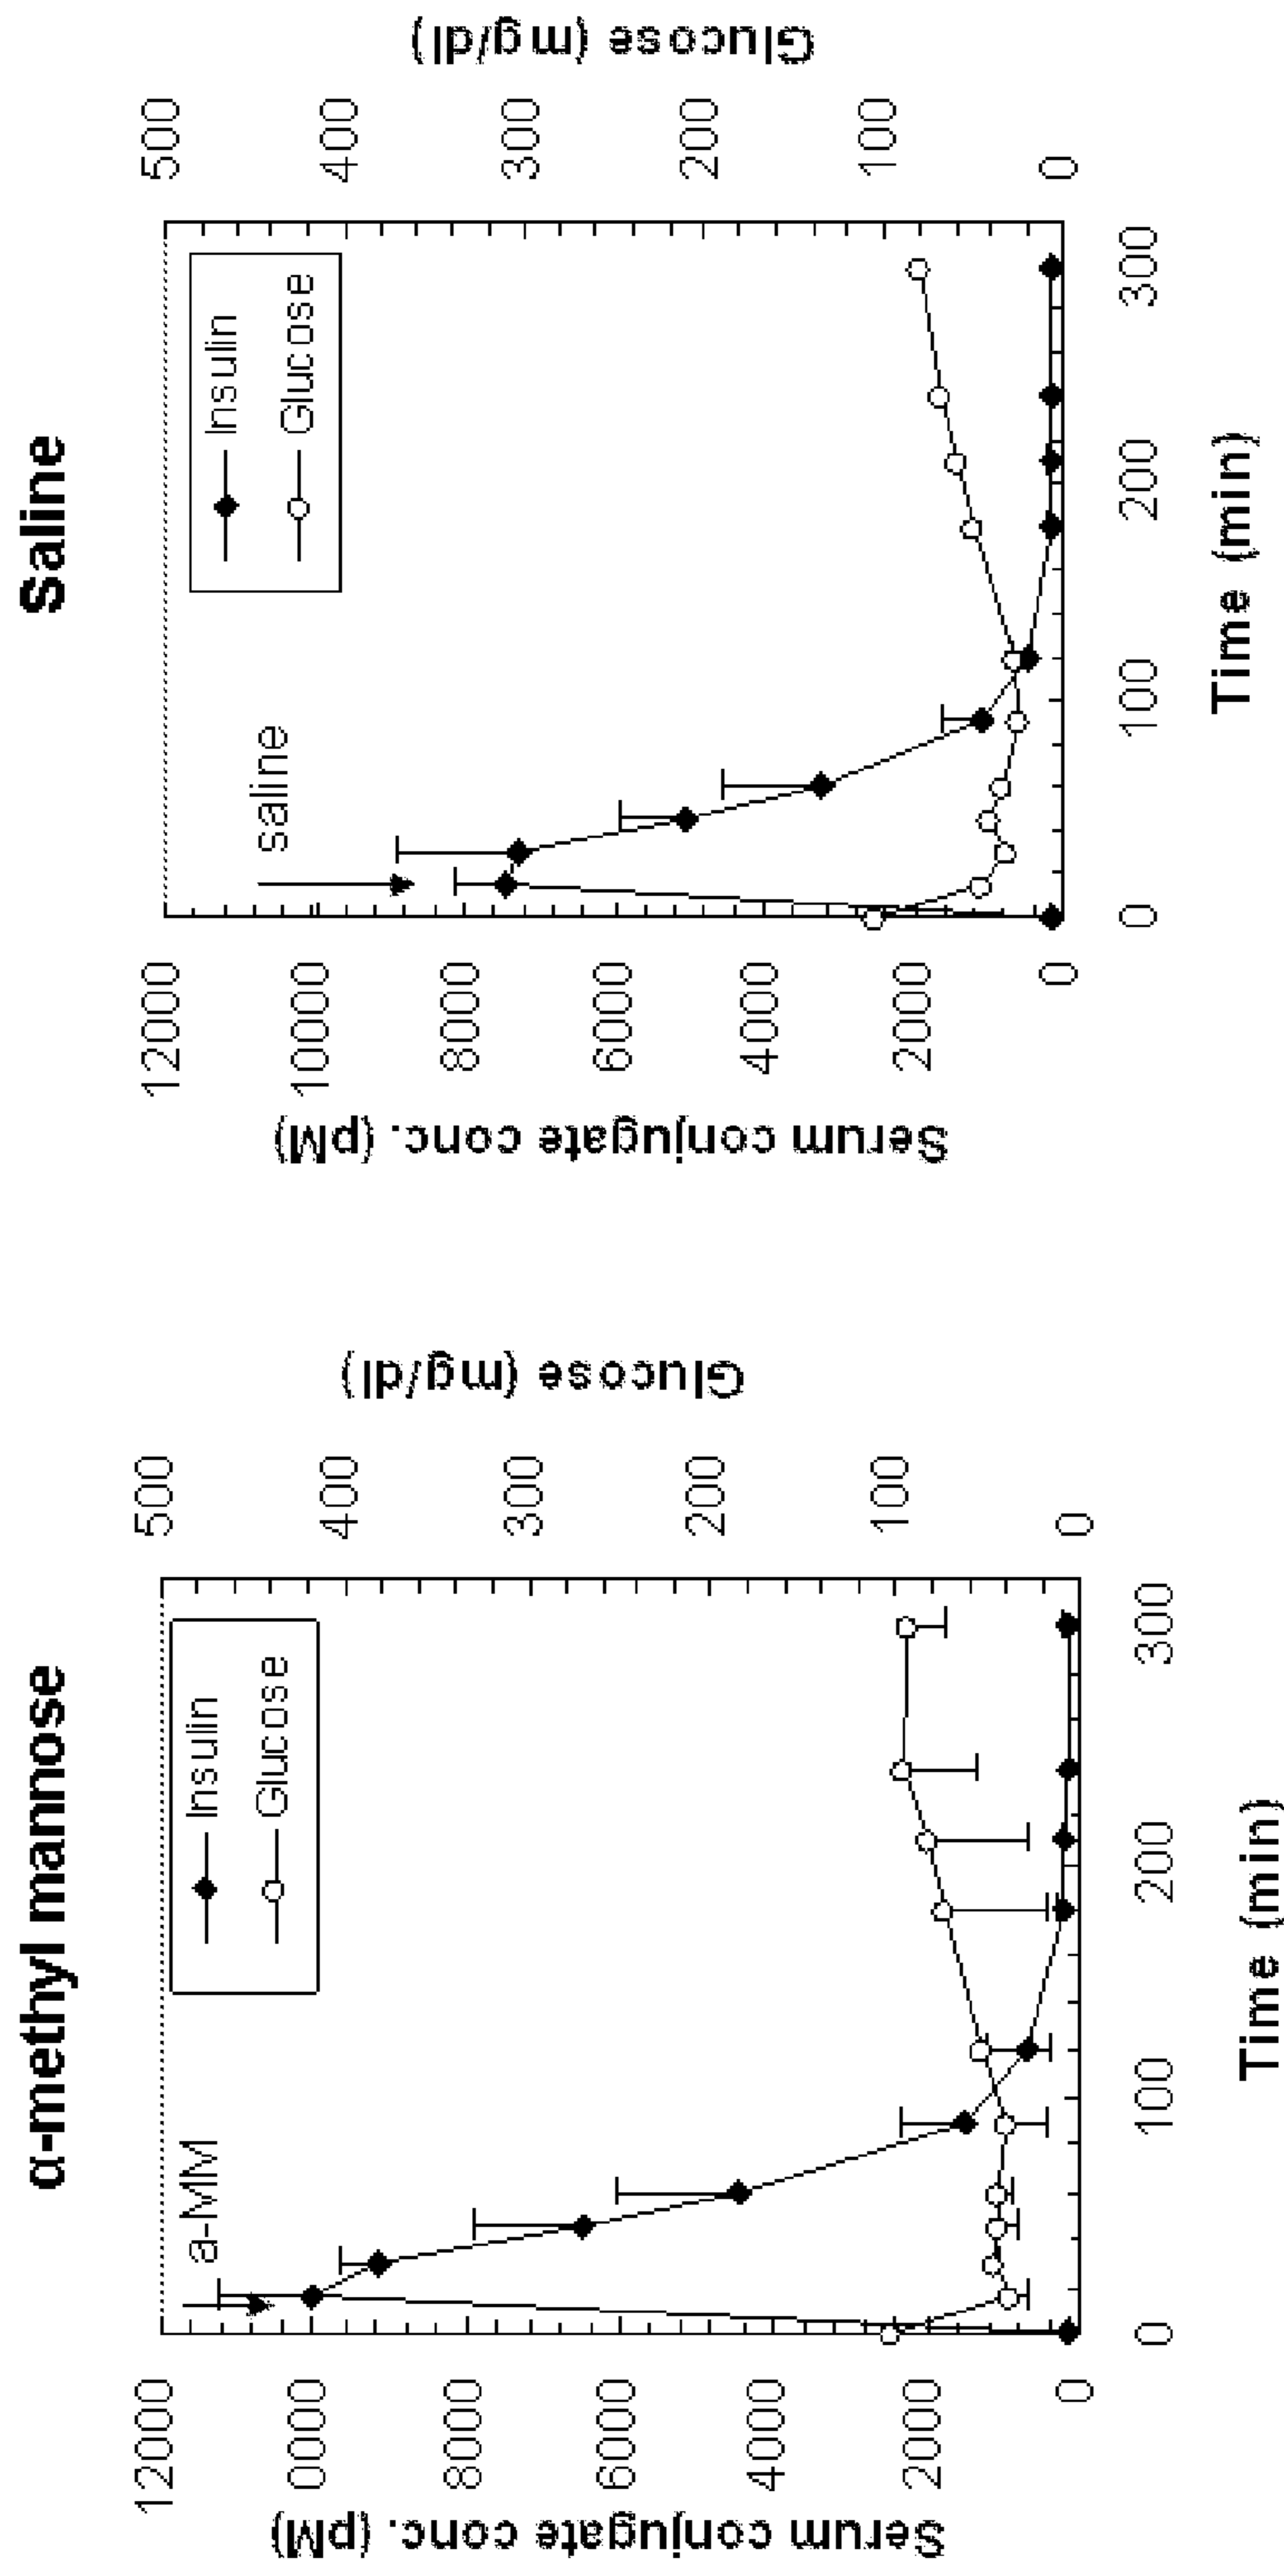 α-methyl mannose
Serum conjugate conc. (pM)
12000
0000
8000
6000
4000
2000
0
a-MM
Insulin
Glucose
500
400
300
200
100
0
Glucose (mg/dl)
0
100
200
300
Time (min)
Saline
Serum conjugate conc. (pM)
12000
10000
8000
6000
4000
2000
0
saline
Insulin
Glucose
500
400
300
200
100
0
Glucose (mg/dl)
0
100
200
300
Time (min)